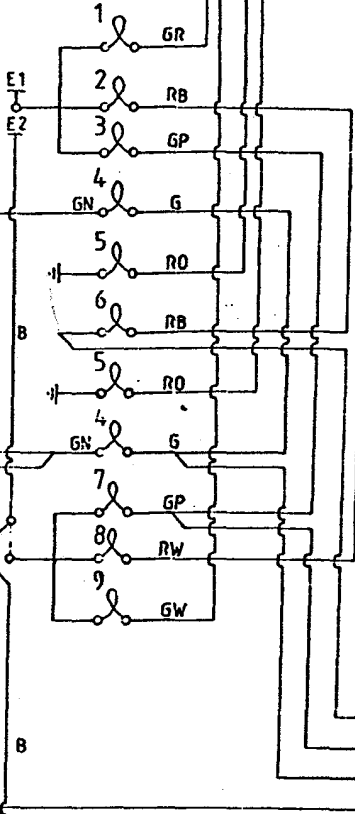 1 GR
E1 2 RB
E2 3 GP
4 GN G
5 RO
6 RB
B
5 RO
4 GN G
7 GP
8 RW
9 GW
B